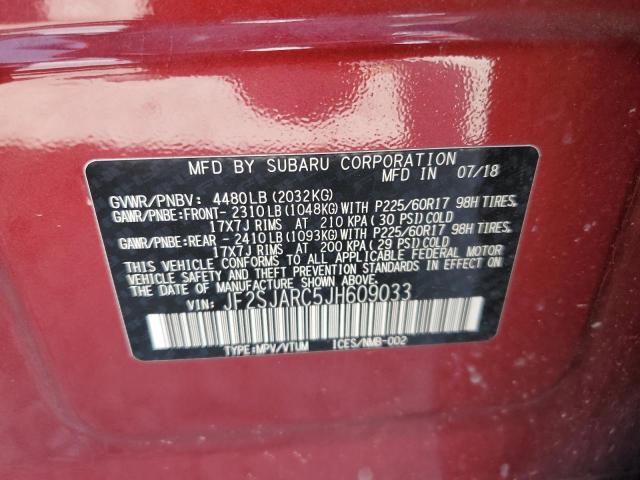 MFD BY SUBARU CORPORATION
MFD IN 07/18
GVWR/PNBV: 4480LB (2032KG)
GAWR/PNBE:FRONT- 2310LB(1048KG)WITH P225/60R17 98H TIRES,
17X7J RIMS AT 210 KPA (30 PSI)COLD
GAWR/PNBE:REAR - 2410LB(1093KG)WITH P225/60R17 98H TIRES,
17X7J RIMS AT 200 KPA (29 PSI)COLD
THIS VEHICLE CONFORMS TO ALL APPLICABLE FEDERAL MOTOR
VEHICLE SAFETY AND THEFT PREVENTION STANDARDS IN EFFECT
ON THE DATE OF MANUFACTURE SHOWN ABOVE.
VIN: JF2SJARC5JH609033
TYPE:MPV/VTUM ICES/NMB-002